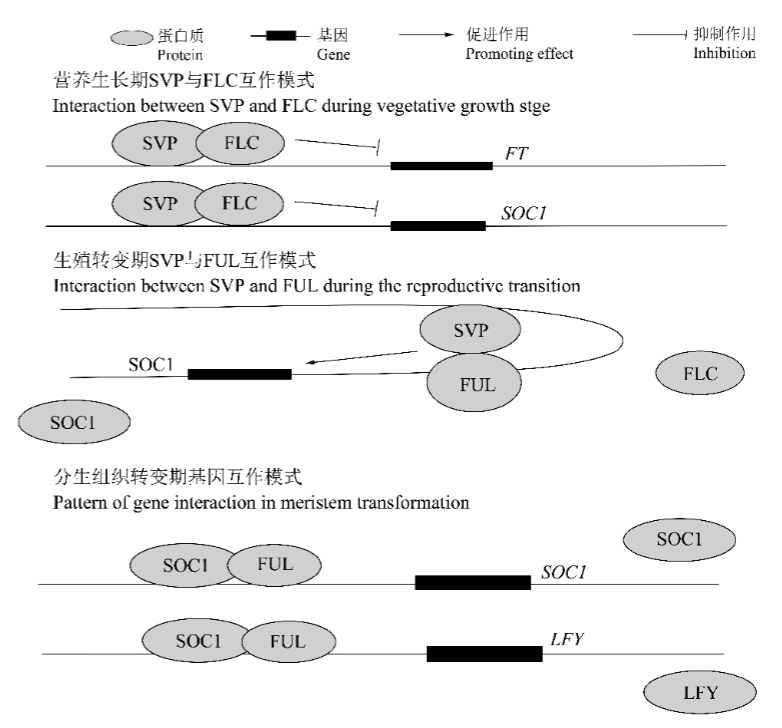 蛋白质 基因 促进作用 抑制作用
Protein Gene Promoting effect Inhibition
营养生长期SVP与FLC互作模式
Interaction between SVP and FLC during vegetative growth stge
SVP FLC
FT
SVP FLC
SOC1
生殖转变期SVP与FUL互作模式
Interaction between SVP and FUL during the reproductive transition
SVP
SOC1
FUL
FLC
SOC1
分生组织转变期基因互作模式
Pattern of gene interaction in meristem transformation
SOC1
SOC1 FUL
SOC1
SOC1 FUL
LFY
LFY